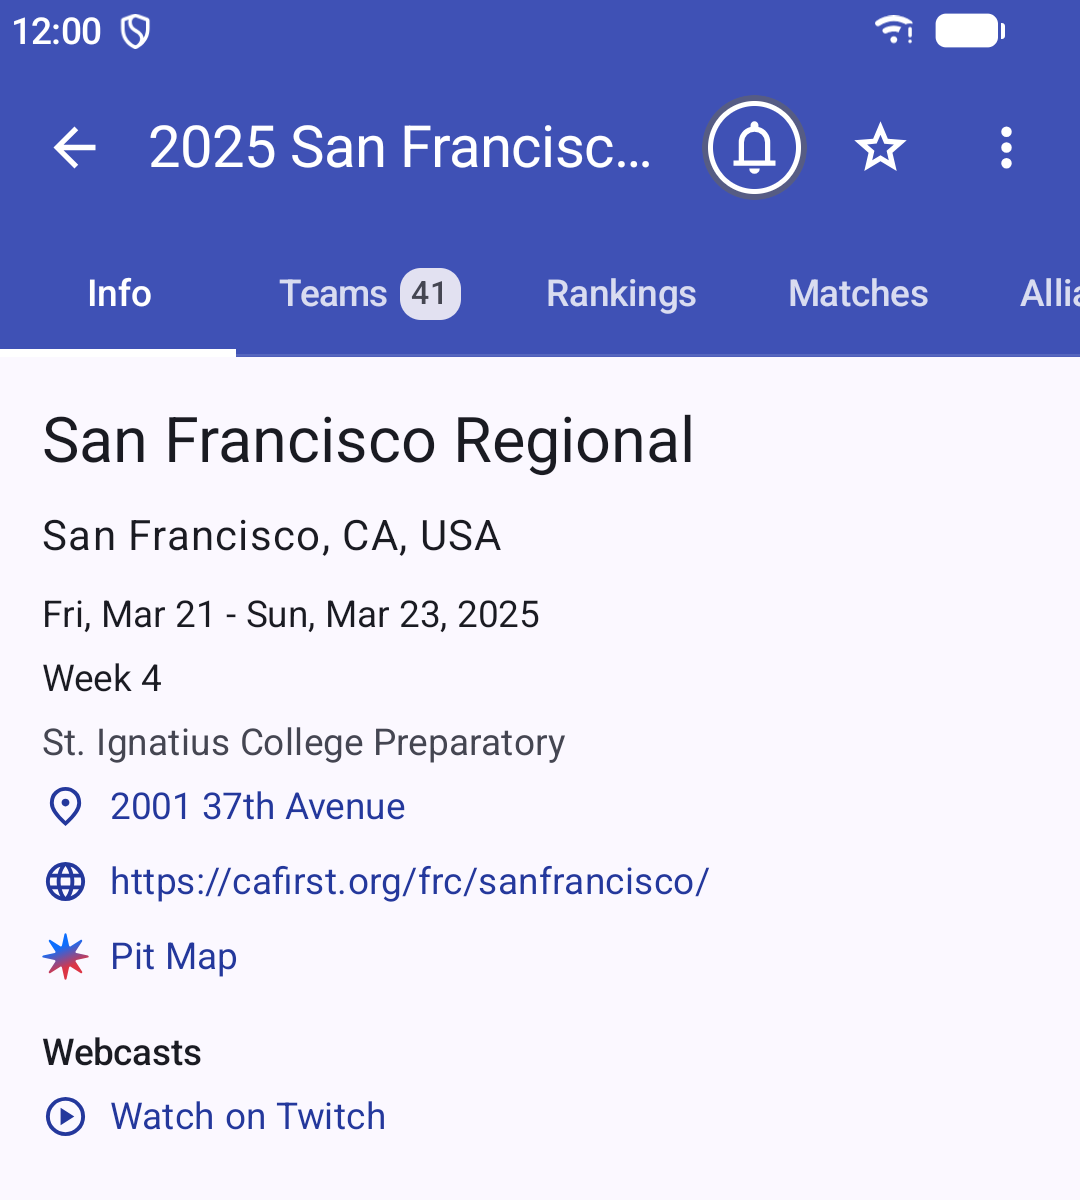 12:00
2025 San Francisc...
Info Teams 41 Rankings Matches Allia
San Francisco Regional
San Francisco, CA, USA
Fri, Mar 21 - Sun, Mar 23, 2025
Week 4
St. Ignatius College Preparatory
2001 37th Avenue
https://cafirst.org/frc/sanfrancisco/
Pit Map
Webcasts
Watch on Twitch